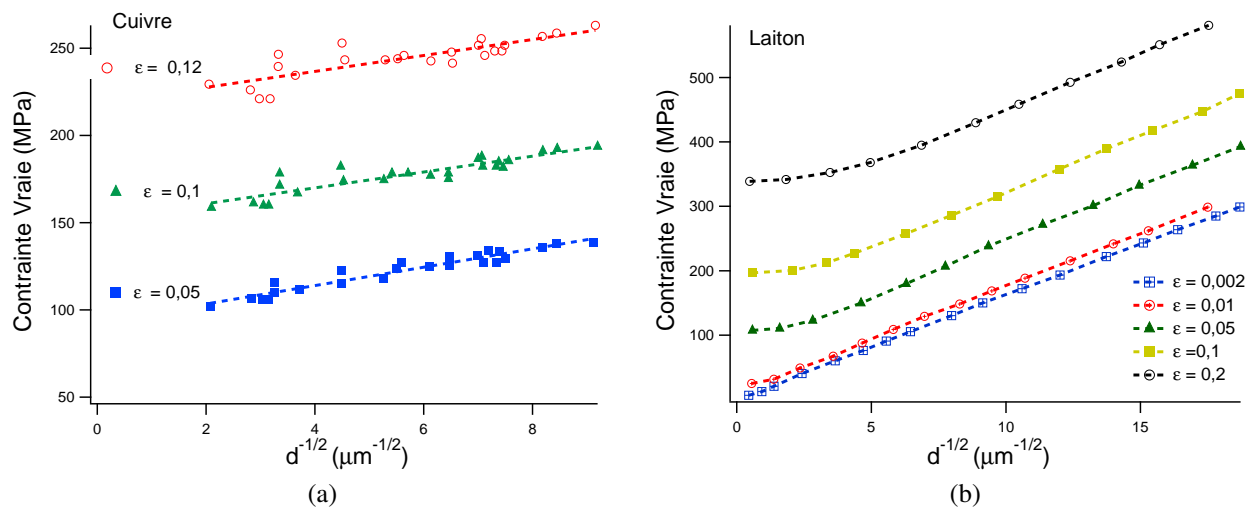 Cuivre
ε = 0,12
ε = 0,1
ε = 0,05
Contrainte Vraie (MPa)
250
200
150
100
50
0
2
4
6
8
d^-1/2 (μm^-1/2)
(a)
Laiton
Contrainte Vraie (MPa)
500
400
300
200
100
0
5
10
15
ε = 0,002
ε = 0,01
ε = 0,05
ε =0,1
ε = 0,2
d^-1/2 (μm^-1/2)
(b)